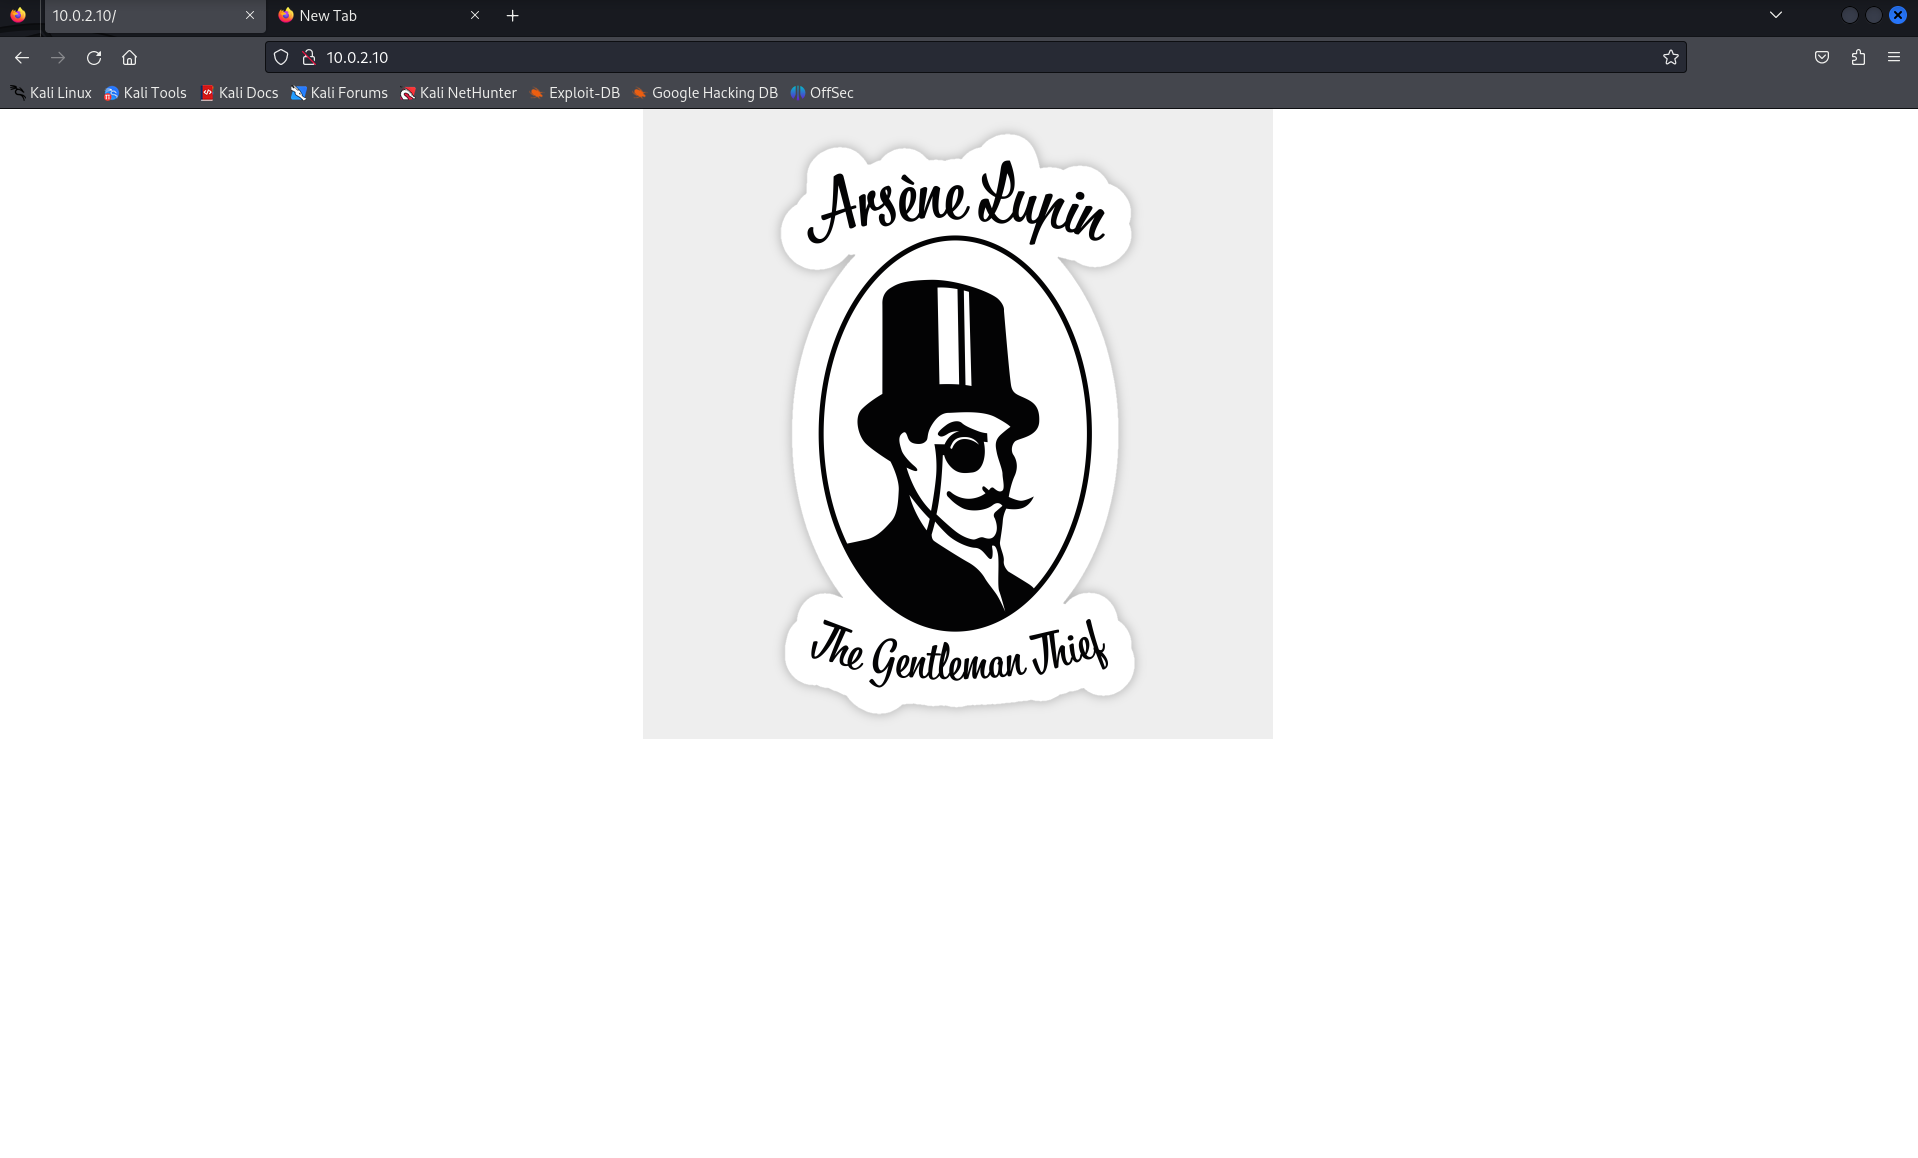 10.0.2.10/
New Tab
10.0.2.10
Kali Linux Kali Tools Kali Docs Kali Forums Kali NetHunter Exploit-DB Google Hacking DB OffSec
Arsène Lupin
The Gentleman Thief